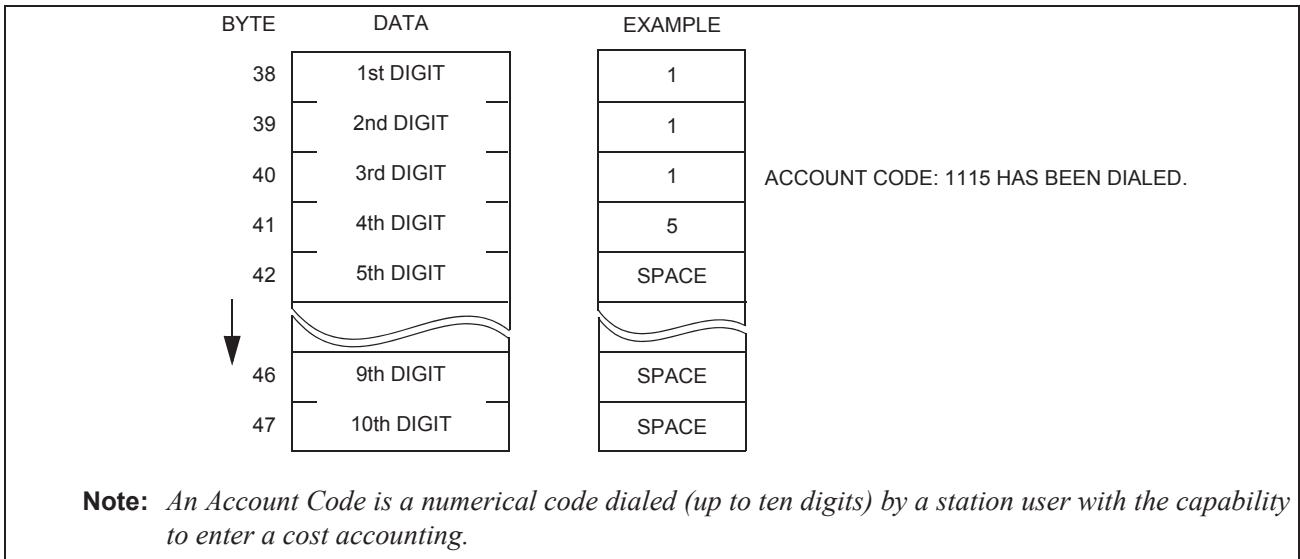 BYTE DATA EXAMPLE
38 1st DIGIT 1
39 2nd DIGIT 1
40 3rd DIGIT 1 ACCOUNT CODE: 1115 HAS BEEN DIALED.
41 4th DIGIT 5
42 5th DIGIT SPACE
46 9th DIGIT SPACE
47 10th DIGIT SPACE
Note: An Account Code is a numerical code dialed (up to ten digits) by a station user with the capability
to enter a cost accounting.